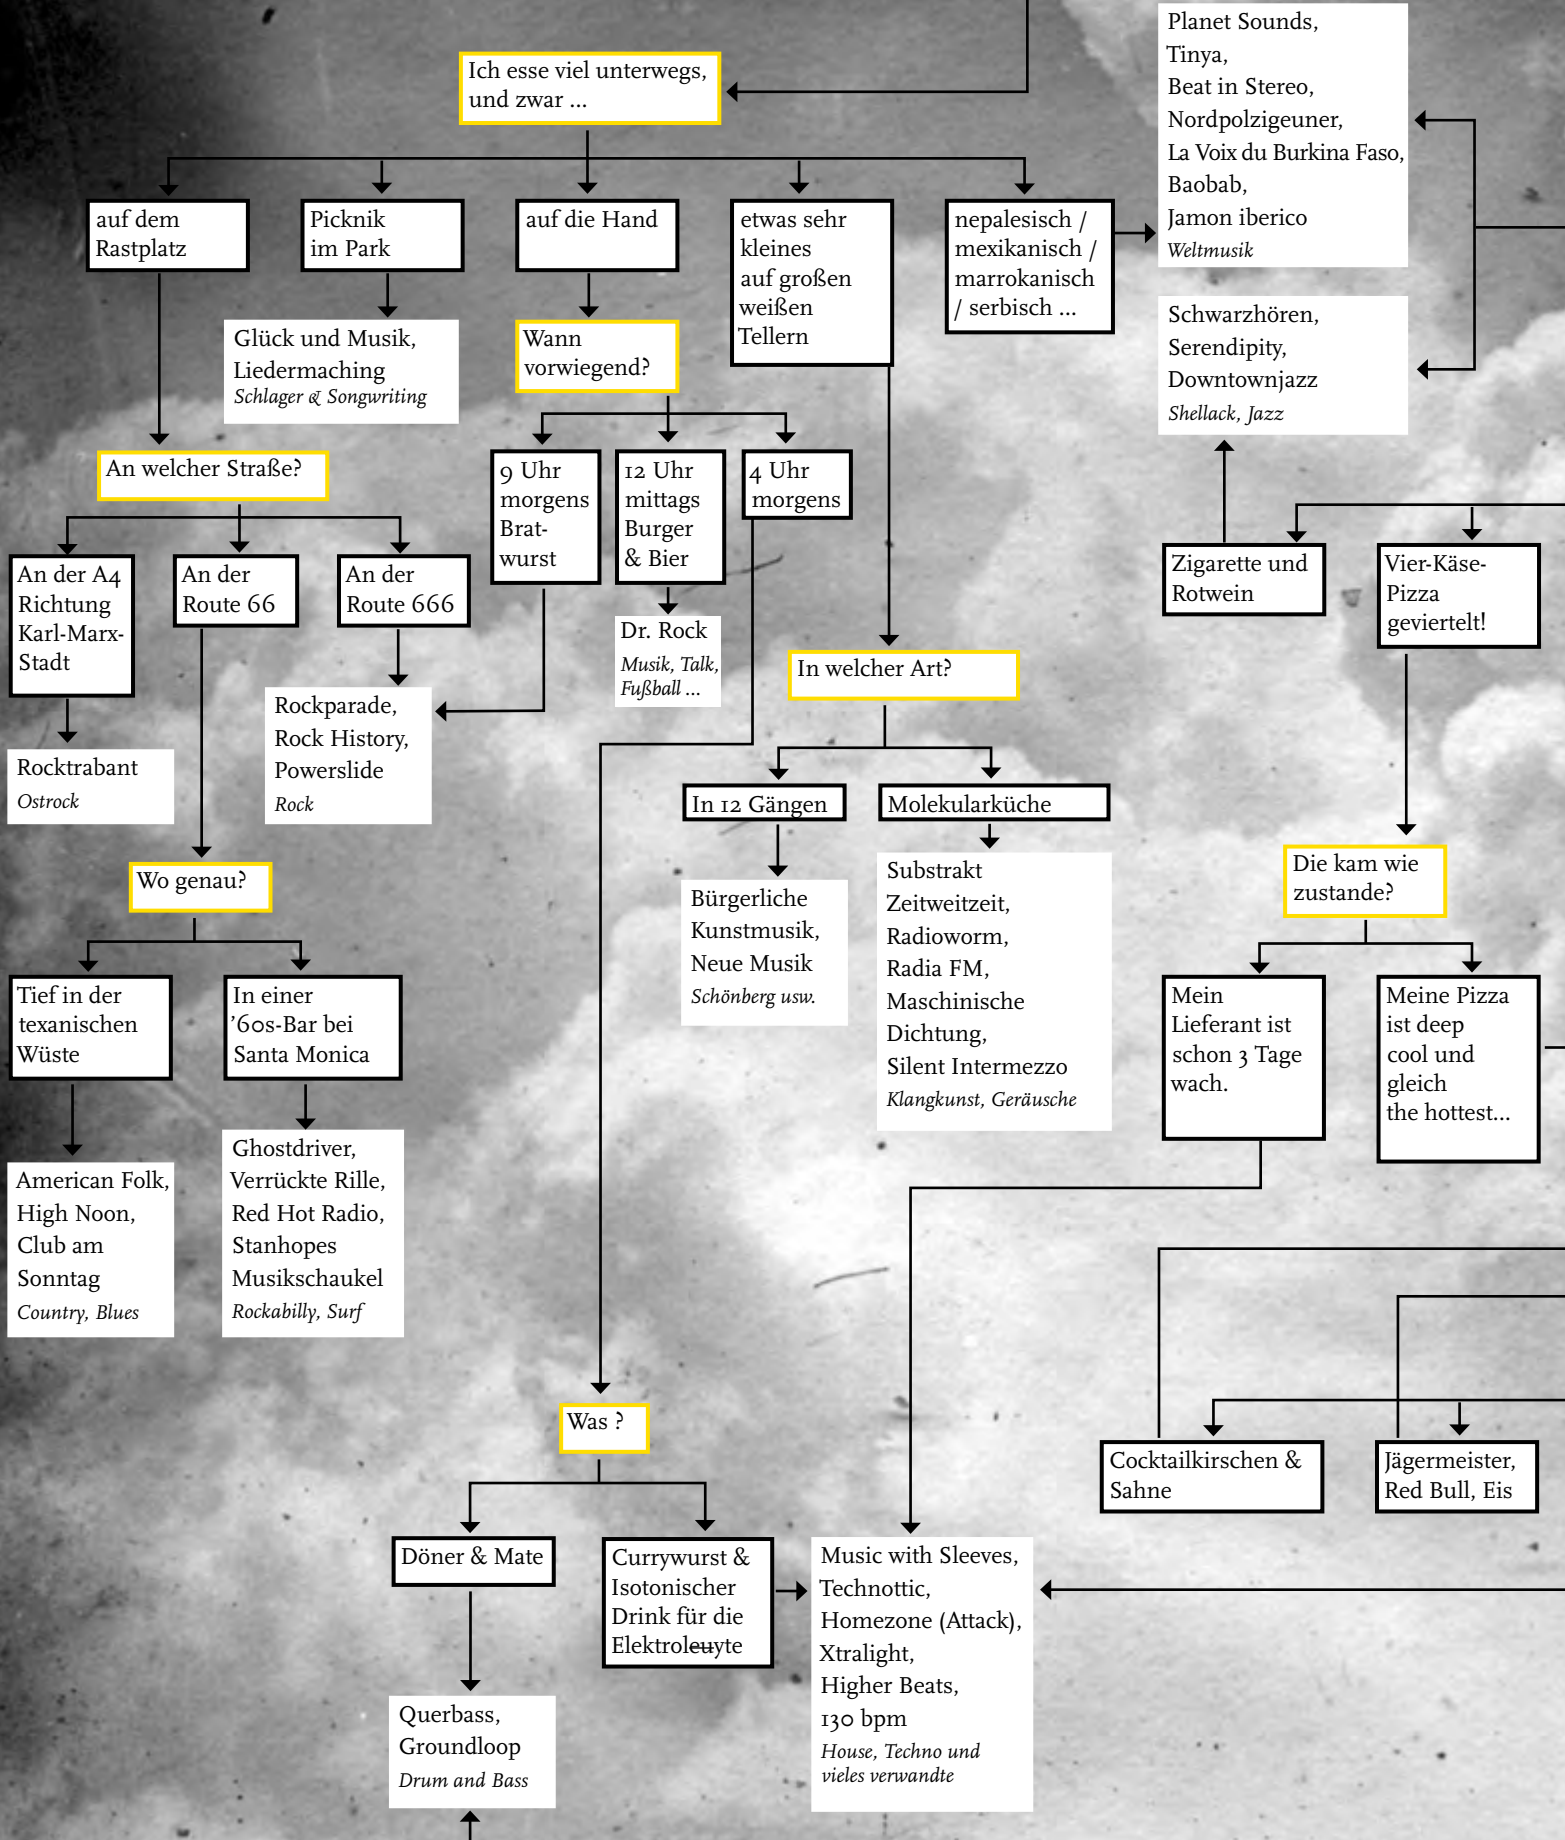 Ich esse viel unterwegs,
und zwar ...
Planet Sounds,
Tinya,
Beat in Stereo,
Nordpolzigeuner,
La Voix du Burkina Faso,
Baobab,
Jamon iberico
Weltmusik
auf dem
Rastplatz
Picknik
im Park
auf die Hand
etwas sehr
kleines
auf großen
weißen
Tellern
nepalesisch /
mexikanisch /
marrokanisch
/ serbisch ...
Schwarzhören,
Serendipity,
Downtownjazz
Shellack, Jazz
Glück und Musik,
Liedermaching
Schlager & Songwriting
Wann
vorwiegend?
An welcher Straße?
9 Uhr
morgens
Brat-
wurst
12 Uhr
mittags
Burger
& Bier
4 Uhr
morgens
An der A4
Richtung
Karl-Marx-
Stadt
An der
Route 66
An der
Route 666
Zigarette und
Rotwein
Vier-Käse-
Pizza
geviertelt!
Dr. Rock
Musik, Talk,
Fußball ...
In welcher Art?
Rockparade,
Rock History,
Powerslide
Rock
Rocktrabant
Ostrock
In 12 Gängen
Molekularküche
Wo genau?
Bürgerliche
Kunstmusik,
Neue Musik
Schönberg usw.
Substrakt
Zeitweitzeit,
Radioworm,
Radia FM,
Maschinische
Dichtung,
Silent Intermezzo
Klangkunst, Geräusche
Die kam wie
zustande?
Tief in der
texanischen
Wüste
In einer
’60s-Bar bei
Santa Monica
Mein
Lieferant ist
schon 3 Tage
wach.
Meine Pizza
ist deep
cool und
gleich
the hottest...
American Folk,
High Noon,
Club am
Sonntag
Country, Blues
Ghostdriver,
Verrückte Rille,
Red Hot Radio,
Stanhopes
Musikschaukel
Rockabilly, Surf
Was ?
Cocktailkirschen &
Sahne
Jägermeister,
Red Bull, Eis
Döner & Mate
Currywurst &
Isotonischer
Drink für die
Elektroleuyte
Music with Sleeves,
Technottic,
Homezone (Attack),
Xtralight,
Higher Beats,
130 bpm
House, Techno und
vieles verwandte
Querbass,
Groundloop
Drum and Bass